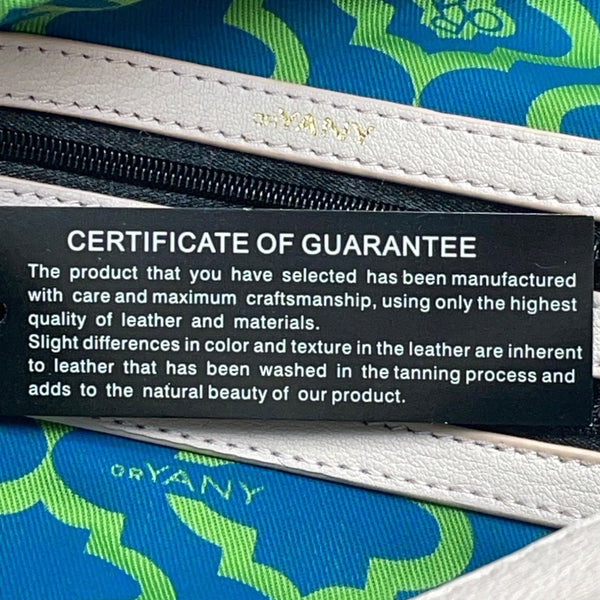 orYANY
CERTIFICATE OF GUARANTEE
The product that you have selected has been manufactured
with care and maximum craftsmanship, using only the highest
quality of leather and materials.
Slight differences in color and texture in the leather are inherent
to leather that has been washed in the tanning process and
adds to the natural beauty of our product.
orYANY